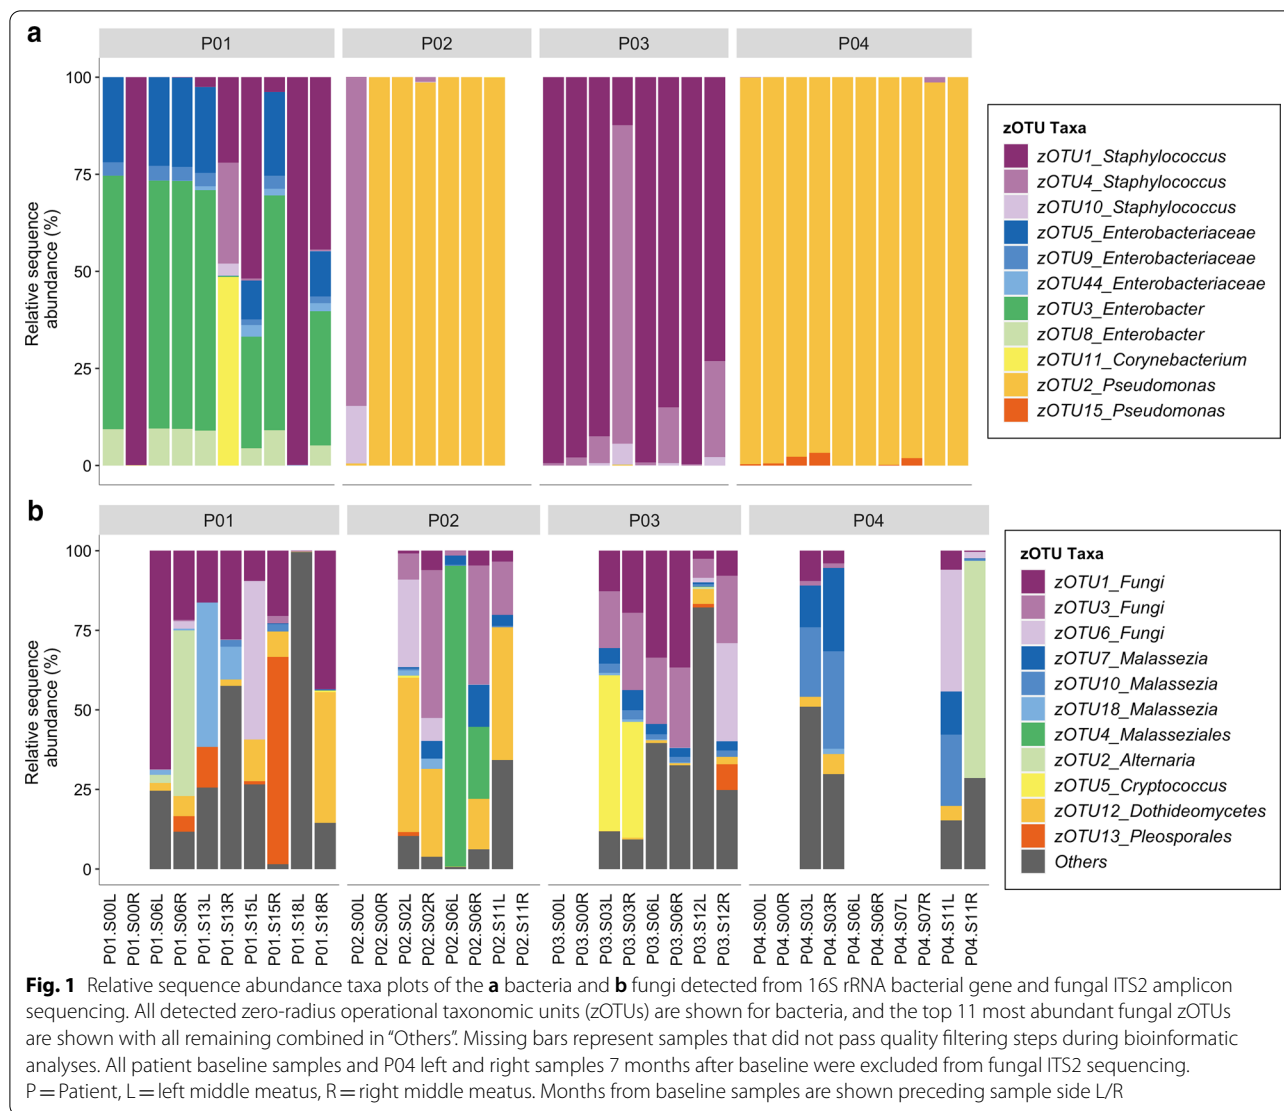 a
P01 P02 P03 P04
100
75
50
25
0
Relative sequence
abundance (%)
zOTU Taxa
zOTU1_Staphylococcus
zOTU4_Staphylococcus
zOTU10_Staphylococcus
zOTU5_Enterobacteriaceae
zOTU9_Enterobacteriaceae
zOTU44_Enterobacteriaceae
zOTU3_Enterobacter
zOTU8_Enterobacter
zOTU11_Corynebacterium
zOTU2_Pseudomonas
zOTU15_Pseudomonas
b
P01 P02 P03 P04
100
75
50
25
0
Relative sequence
abundance (%)
zOTU Taxa
zOTU1_Fungi
zOTU3_Fungi
zOTU6_Fungi
zOTU7_Malassezia
zOTU10_Malassezia
zOTU18_Malassezia
zOTU4_Malasseziales
zOTU2_Alternaria
zOTU5_Cryptococcus
zOTU12_Dothideomycetes
zOTU13_Pleosporales
Others
P01.S00L
P01.S00R
P01.S06L
P01.S06R
P01.S13L
P01.S13R
P01.S15L
P01.S15R
P01.S18L
P01.S18R
P02.S00L
P02.S00R
P02.S02L
P02.S02R
P02.S06L
P02.S06R
P02.S11L
P02.S11R
P03.S00L
P03.S00R
P03.S03L
P03.S03R
P03.S06L
P03.S06R
P03.S12L
P03.S12R
P04.S00L
P04.S00R
P04.S03L
P04.S03R
P04.S06L
P04.S06R
P04.S07L
P04.S07R
P04.S11L
P04.S11R
Fig. 1 Relative sequence abundance taxa plots of the a bacteria and b fungi detected from 16S rRNA bacterial gene and fungal ITS2 amplicon
sequencing. All detected zero-radius operational taxonomic units (zOTUs) are shown for bacteria, and the top 11 most abundant fungal zOTUs
are shown with all remaining combined in “Others”. Missing bars represent samples that did not pass quality filtering steps during bioinformatic
analyses. All patient baseline samples and P04 left and right samples 7 months after baseline were excluded from fungal ITS2 sequencing.
P = Patient, L = left middle meatus, R = right middle meatus. Months from baseline samples are shown preceding sample side L/R